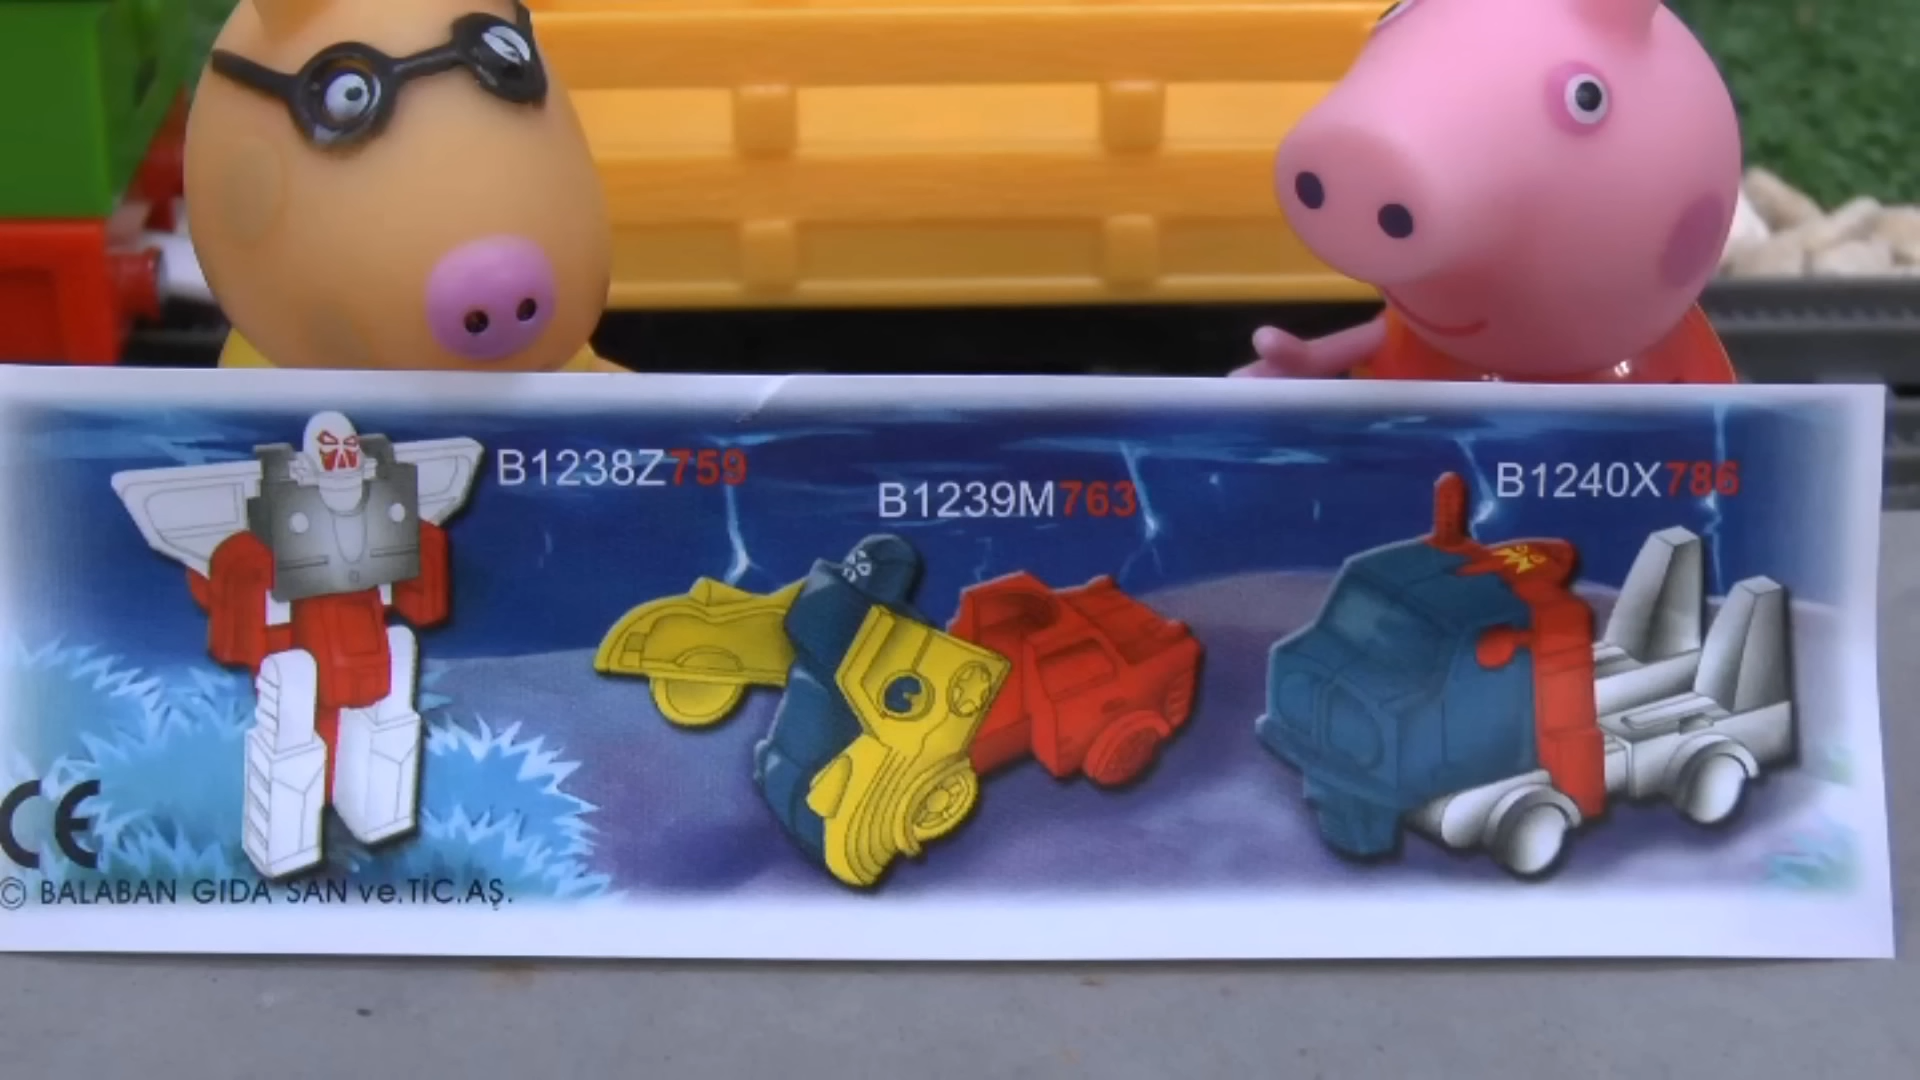 B1238Z759
B1239M763
B1240X786
CE
© BALABAN GIDA SAN ve.TİC.AŞ.